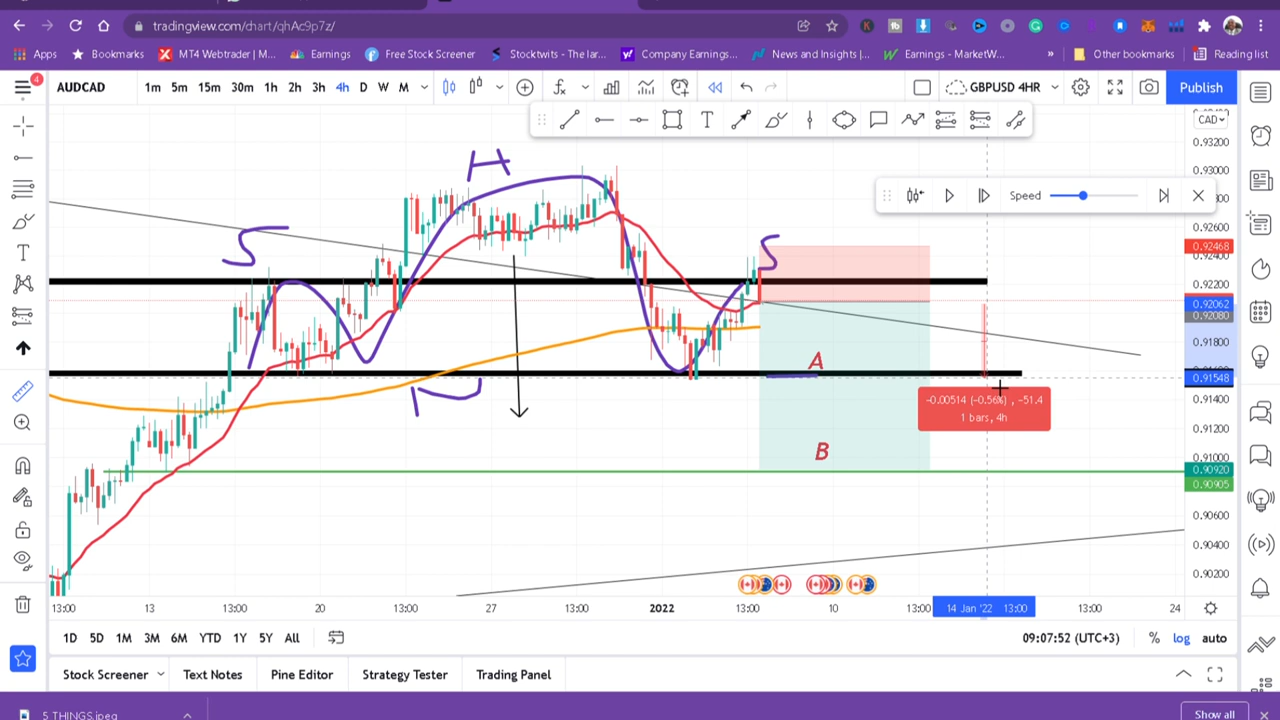 tradingview.com/chart/qhAc9p7z/
Apps Bookmarks MT4 Webtrader | M... Earnings Free Stock Screener Stocktwits - The lar... Company Earnings... News and Insights |... Earnings - MarketW... » Other bookmarks Reading list
4 AUDCAD 1m 5m 15m 30m 1h 2h 3h 4h D W M GBPUSD 4HR Publish
CAD
0.93200
0.93000
Speed
0.92600
0.92468
0.92400
0.92200
0.92062
0.92080
0.91800
0.91548
0.91400
0.91200
0.91000
0.90920
0.90905
0.90600
0.90400
0.90200
H
S
S
A
-0.00514 (-0.56%) , -51.4
1 bars, 4h
B
13:00 13 13:00 20 13:00 27 13:00 2022 13:00 10 13:00 14 Jan '22 13:00 13:00 24
1D 5D 1M 3M 6M YTD 1Y 5Y All 09:07:52 (UTC+3) % log auto
Stock Screener Text Notes Pine Editor Strategy Tester Trading Panel
5 THINGS.jpeg Show all